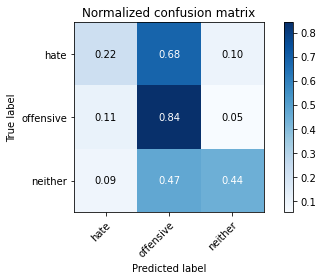 Normalized confusion matrix
hate 0.22 0.68 0.10
offensive 0.11 0.84 0.05
neither 0.09 0.47 0.44
True label
hate offensive neither
Predicted label
0.8
0.7
0.6
0.5
0.4
0.3
0.2
0.1